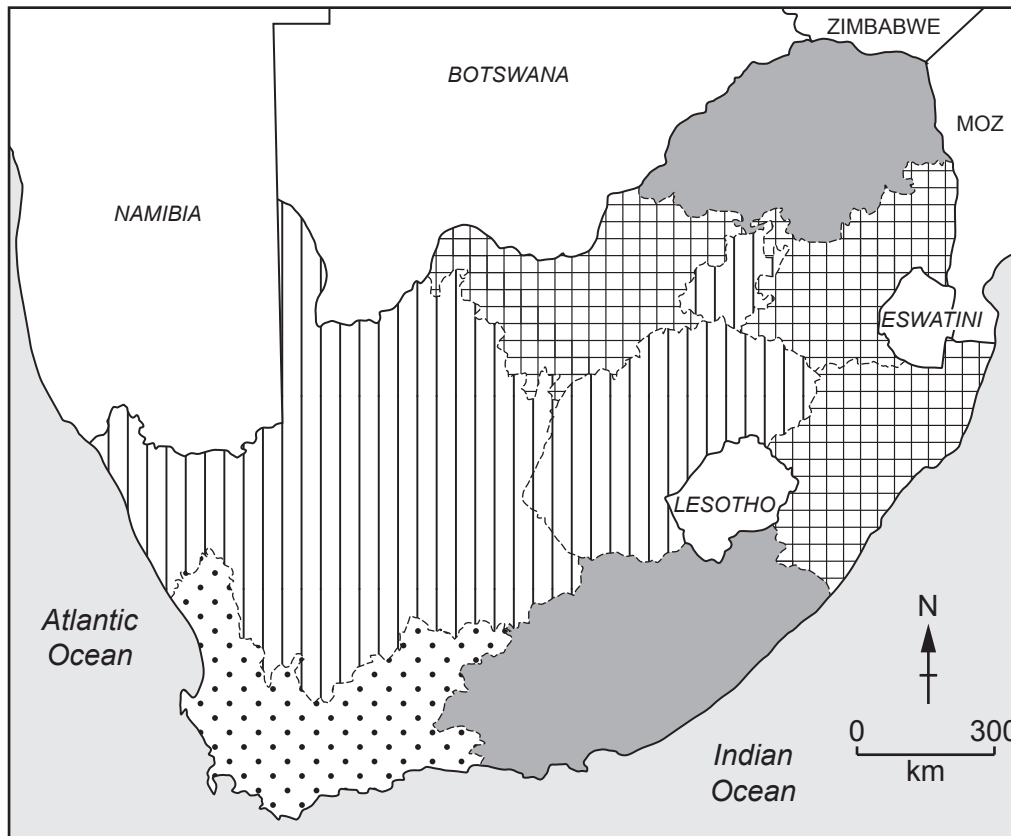 ZIMBABWE
BOTSWANA
MOZ
NAMIBIA
ESWATINI
LESOTHO
Atlantic
Ocean
N
0 300
km
Indian
Ocean